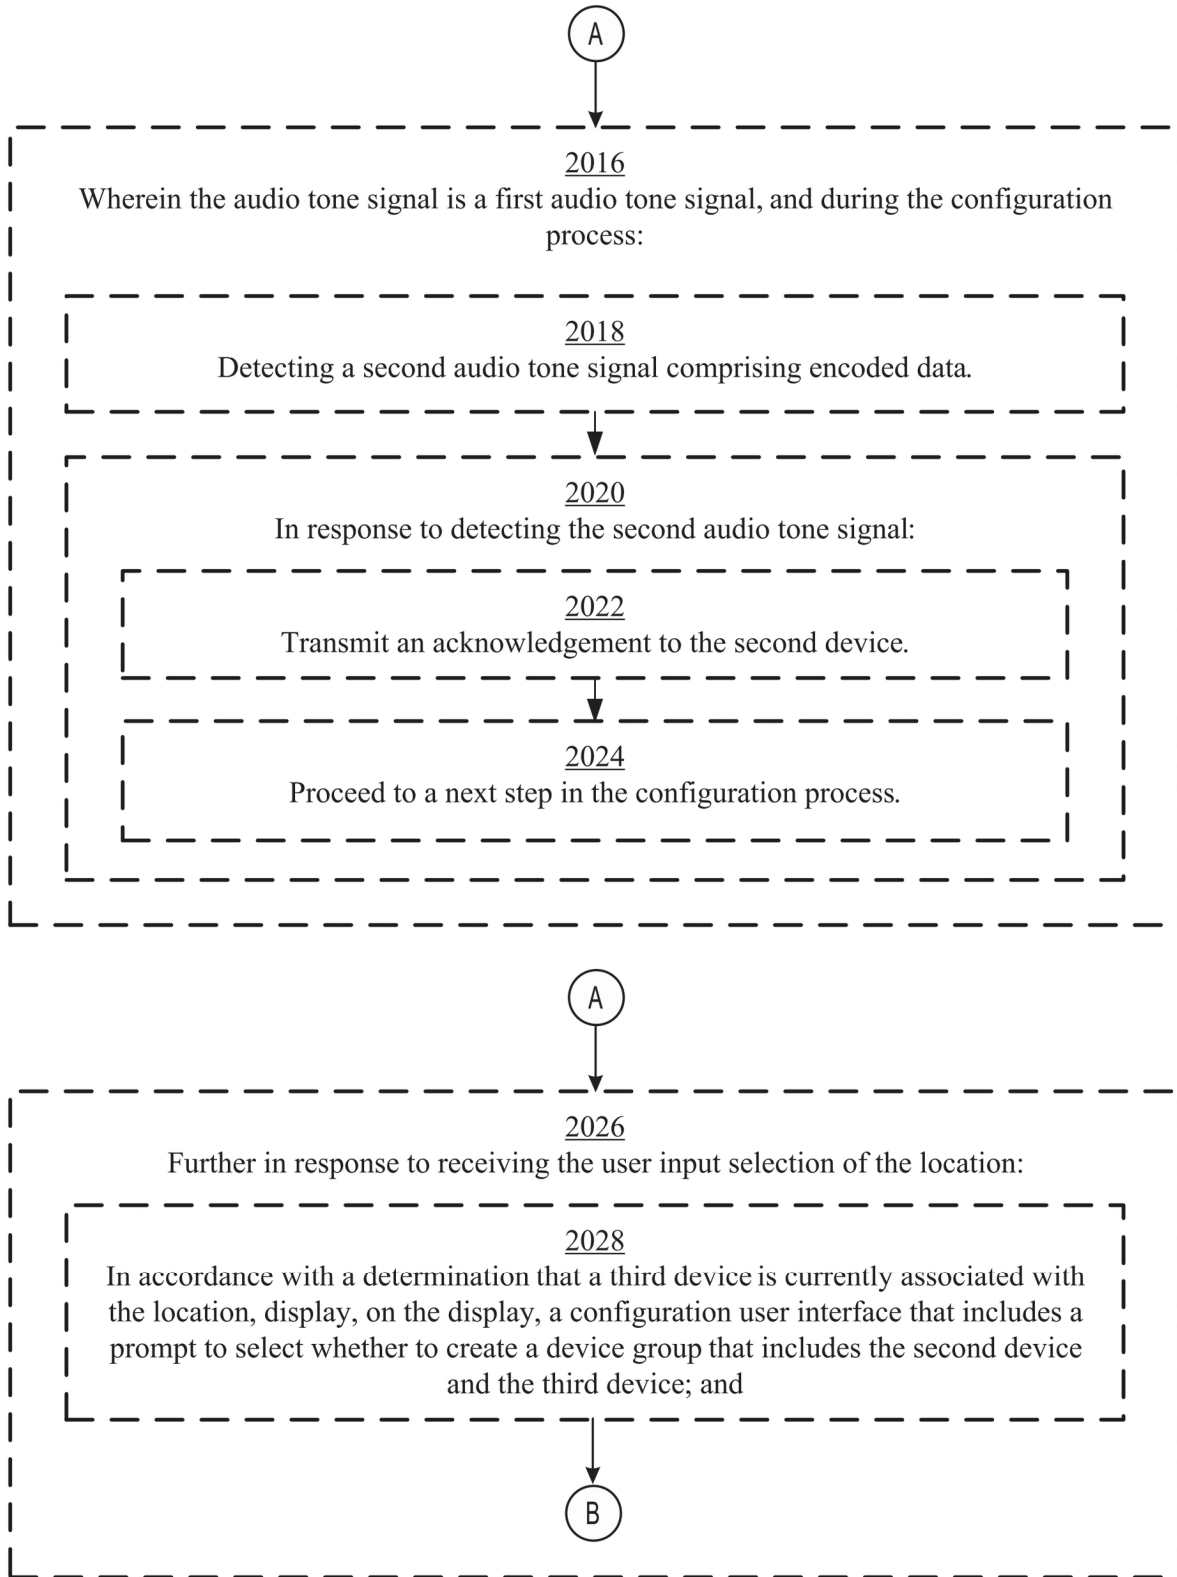 A
2016
Wherein the audio tone signal is a first audio tone signal, and during the configuration
process:
2018
Detecting a second audio tone signal comprising encoded data.
2020
In response to detecting the second audio tone signal:
2022
Transmit an acknowledgement to the second device.
2024
Proceed to a next step in the configuration process.
A
2026
Further in response to receiving the user input selection of the location:
2028
In accordance with a determination that a third device is currently associated with
the location, display, on the display, a configuration user interface that includes a
prompt to select whether to create a device group that includes the second device
and the third device; and
B